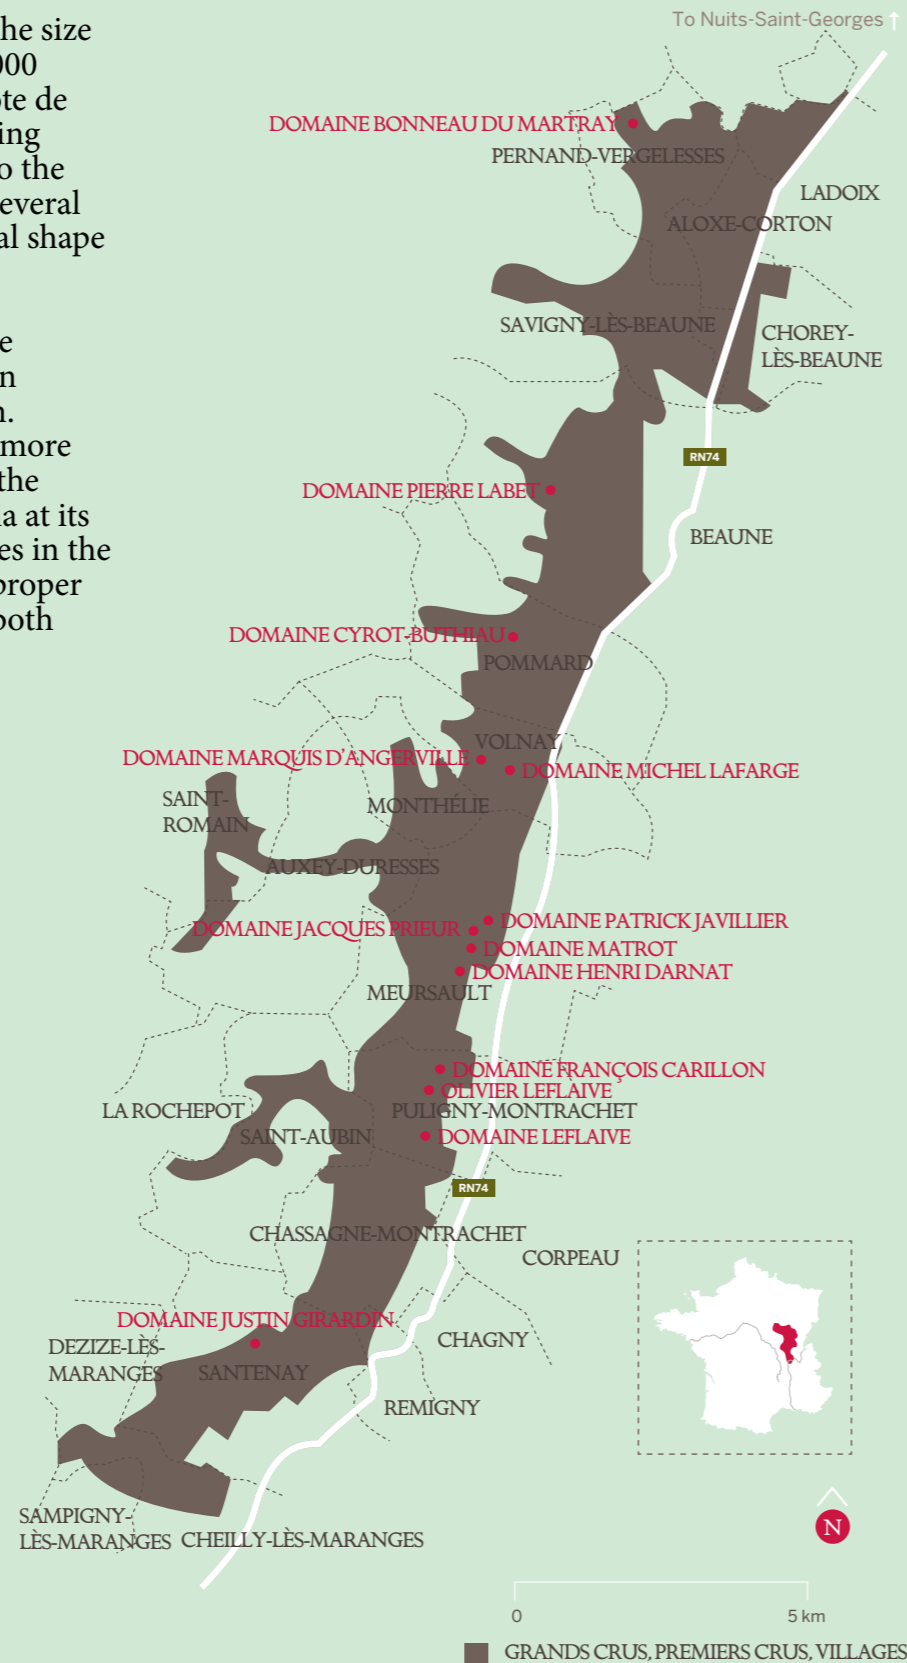 he size
000
te de
ing
o the
everal
al shape
e
n
n.
more
the
a at its
es in the
proper
both
To Nuits-Saint-Georges ↑
DOMAINE BONNEAU DU MARTRAY
PERNAND-VERGELESSES
LADOIX
ALOXE-CORTON
SAVIGNY-LÈS-BEAUNE
CHOREY-
LÈS-BEAUNE
RN74
DOMAINE PIERRE LABET
BEAUNE
DOMAINE CYROT-BUTHIAU
POMMARD
VOLNAY
DOMAINE MARQUIS D'ANGERVILLE
DOMAINE MICHEL LAFARGE
SAINT-
ROMAIN
MONTHÉLIE
AUXEY-DURESSES
DOMAINE PATRICK JAVILLIER
DOMAINE JACQUES PRIEUR
DOMAINE MATROT
DOMAINE HENRI DARNAT
MEURSAULT
DOMAINE FRANÇOIS CARILLON
OLIVIER LEFLAIVE
LA ROCHEPOT
PULIGNY-MONTRACHET
SAINT-AUBIN
DOMAINE LEFLAIVE
RN74
CHASSAGNE-MONTRACHET
CORPEAU
DOMAINE JUSTIN GIRARDIN
CHAGNY
DEZIZE-LÈS-
MARANGES
SANTENAY
REMIGNY
SAMPIGNY-
LÈS-MARANGES
CHEILLY-LÈS-MARANGES
N
0
5 km
GRANDS CRUS, PREMIERS CRUS, VILLAGES